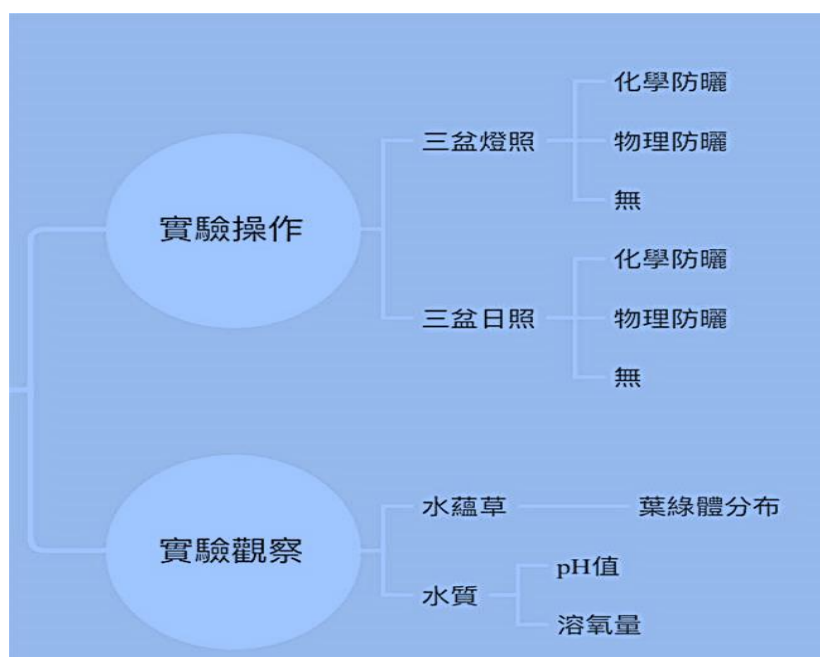 實驗操作
三盆燈照
化學防曬
物理防曬
無
三盆日照
化學防曬
物理防曬
無
實驗觀察
水蘊草
葉綠體分布
水質
pH值
溶氧量